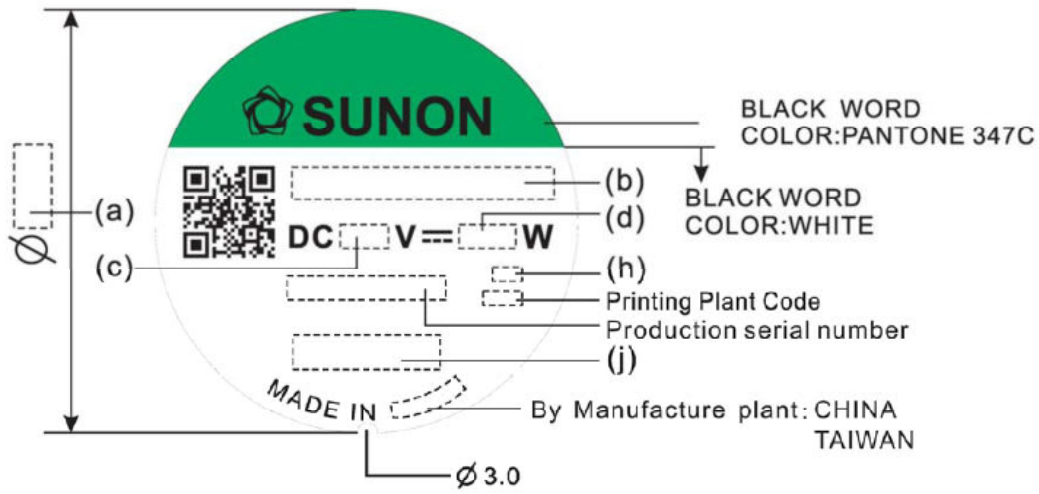 SUNON
BLACK WORD
COLOR:PANTONE 347C
BLACK WORD
COLOR:WHITE
(a)
Ø
(b)
(c)
DC V⎓ W
(d)
(h)
Printing Plant Code
Production serial number
(j)
MADE IN
By Manufacture plant: CHINA
TAIWAN
Ø 3.0